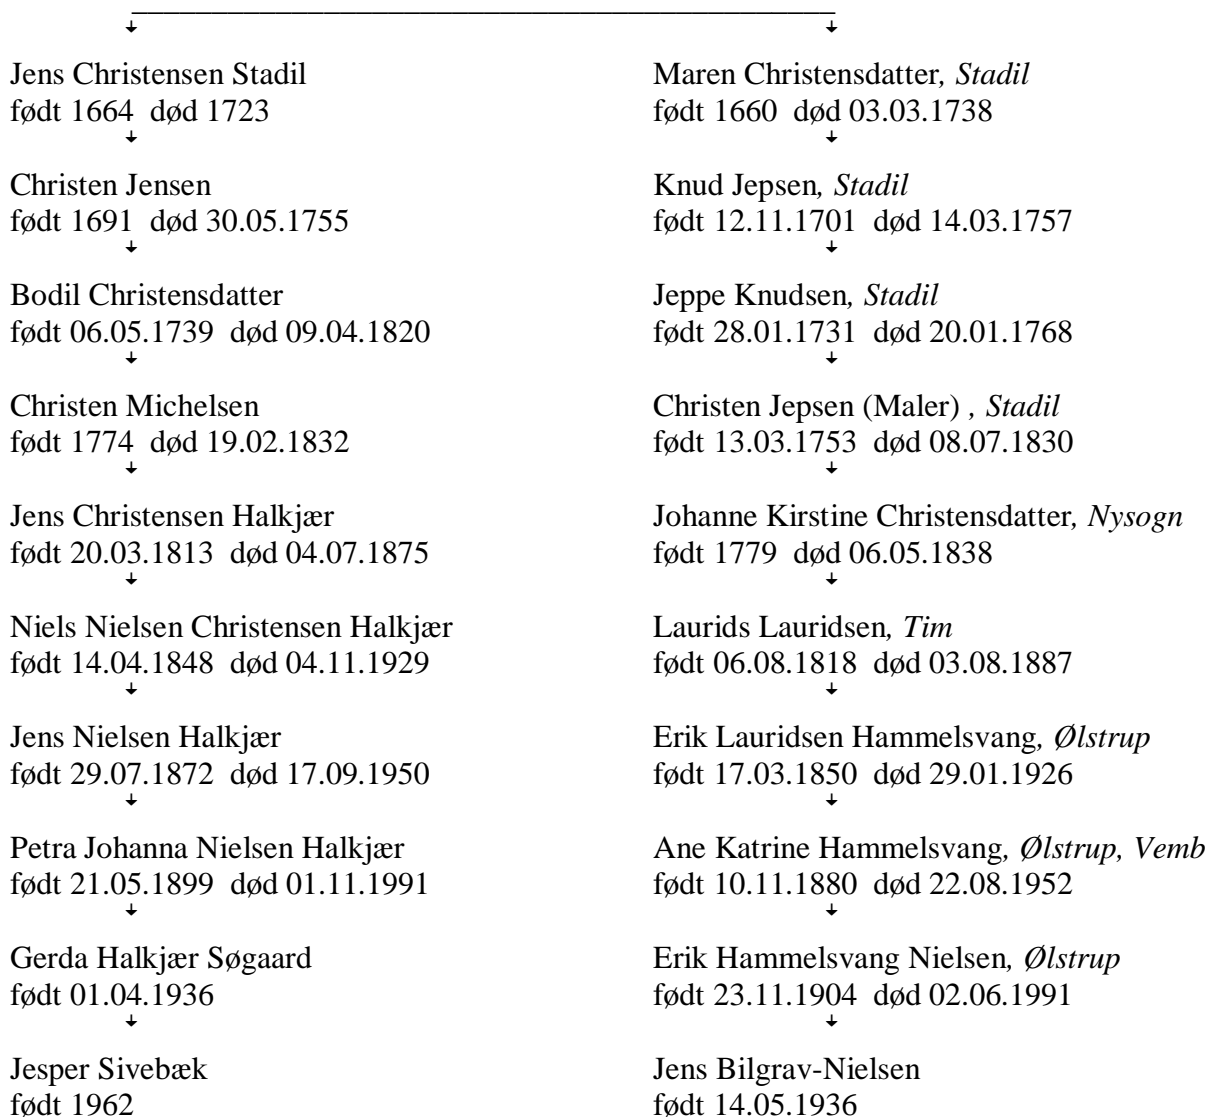 Jens Christensen Stadil
født 1664 død 1723
Maren Christensdatter, Stadil
født 1660 død 03.03.1738
Christen Jensen
født 1691 død 30.05.1755
Knud Jepsen, Stadil
født 12.11.1701 død 14.03.1757
Bodil Christensdatter
født 06.05.1739 død 09.04.1820
Jeppe Knudsen, Stadil
født 28.01.1731 død 20.01.1768
Christen Michelsen
født 1774 død 19.02.1832
Christen Jepsen (Maler) , Stadil
født 13.03.1753 død 08.07.1830
Jens Christensen Halkjær
født 20.03.1813 død 04.07.1875
Johanne Kirstine Christensdatter, Nysogn
født 1779 død 06.05.1838
Niels Nielsen Christensen Halkjær
født 14.04.1848 død 04.11.1929
Laurids Lauridsen, Tim
født 06.08.1818 død 03.08.1887
Jens Nielsen Halkjær
født 29.07.1872 død 17.09.1950
Erik Lauridsen Hammelsvang, Ølstrup
født 17.03.1850 død 29.01.1926
Petra Johanna Nielsen Halkjær
født 21.05.1899 død 01.11.1991
Ane Katrine Hammelsvang, Ølstrup, Vemb
født 10.11.1880 død 22.08.1952
Gerda Halkjær Søgaard
født 01.04.1936
Erik Hammelsvang Nielsen, Ølstrup
født 23.11.1904 død 02.06.1991
Jesper Sivebæk
født 1962
Jens Bilgrav-Nielsen
født 14.05.1936